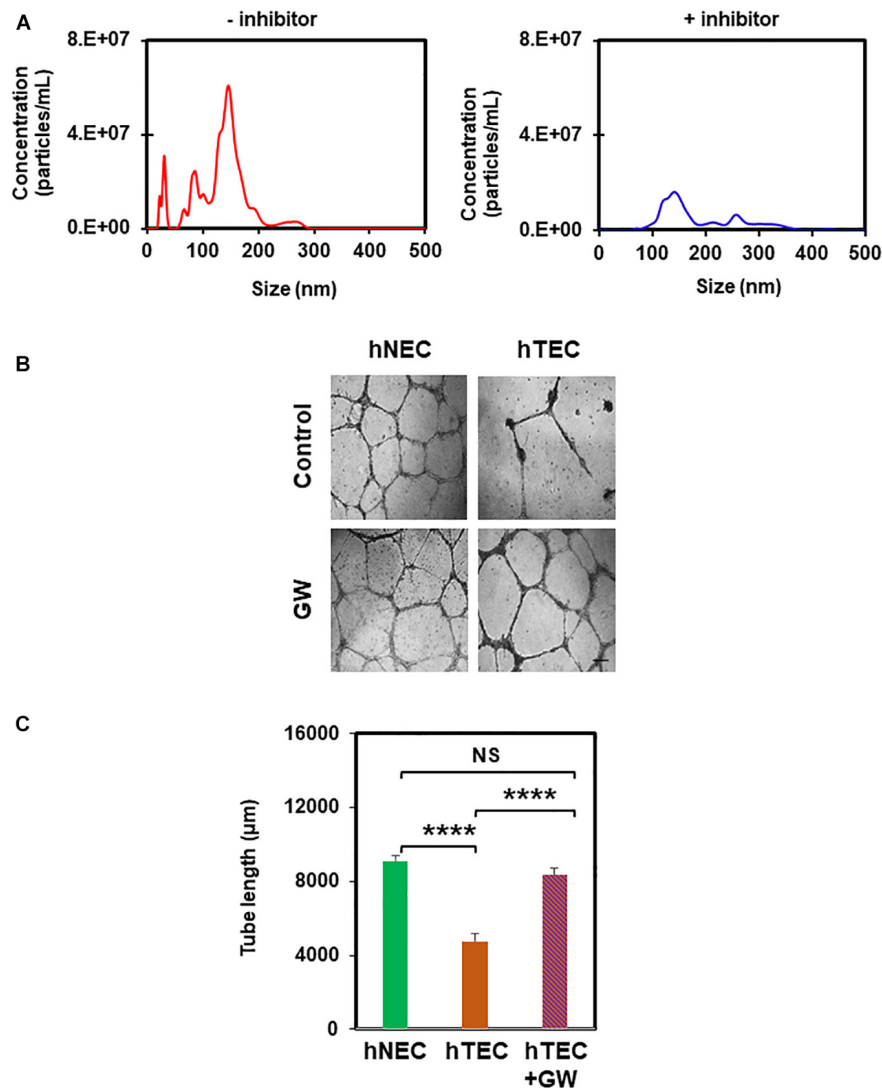 A
- inhibitor
+ inhibitor
Concentration
(particles/mL)
8.E+07
4.E+07
0.E+00
0 100 200 300 400 500
Size (nm)
Concentration
(particles/mL)
8.E+07
4.E+07
0.E+00
0 100 200 300 400 500
Size (nm)
B
hNEC hTEC
Control
GW
C
Tube length (µm)
16000
12000
8000
4000
0
NS
****
****
hNEC hTEC hTEC
+GW